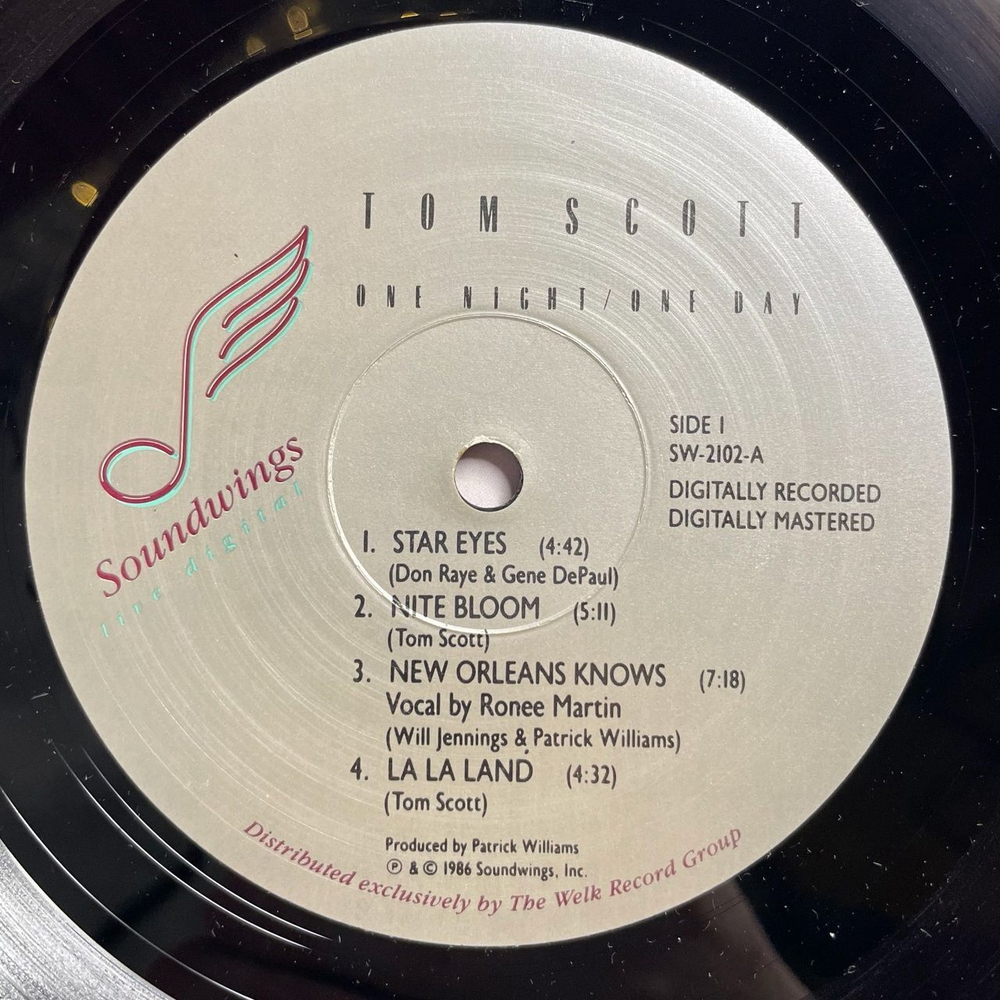 TOM SCOTT
ONE NIGHT/ONE DAY
Soundwings
live digital
SIDE 1
SW-2102-A
DIGITALLY RECORDED
DIGITALLY MASTERED
1. STAR EYES (4:42)
(Don Raye & Gene DePaul)
2. NITE BLOOM (5:11)
(Tom Scott)
3. NEW ORLEANS KNOWS (7:18)
Vocal by Ronee Martin
(Will Jennings & Patrick Williams)
4. LA LA LAND (4:32)
(Tom Scott)
Produced by Patrick Williams
℗ & © 1986 Soundwings, Inc.
Distributed exclusively by The Welk Record Group